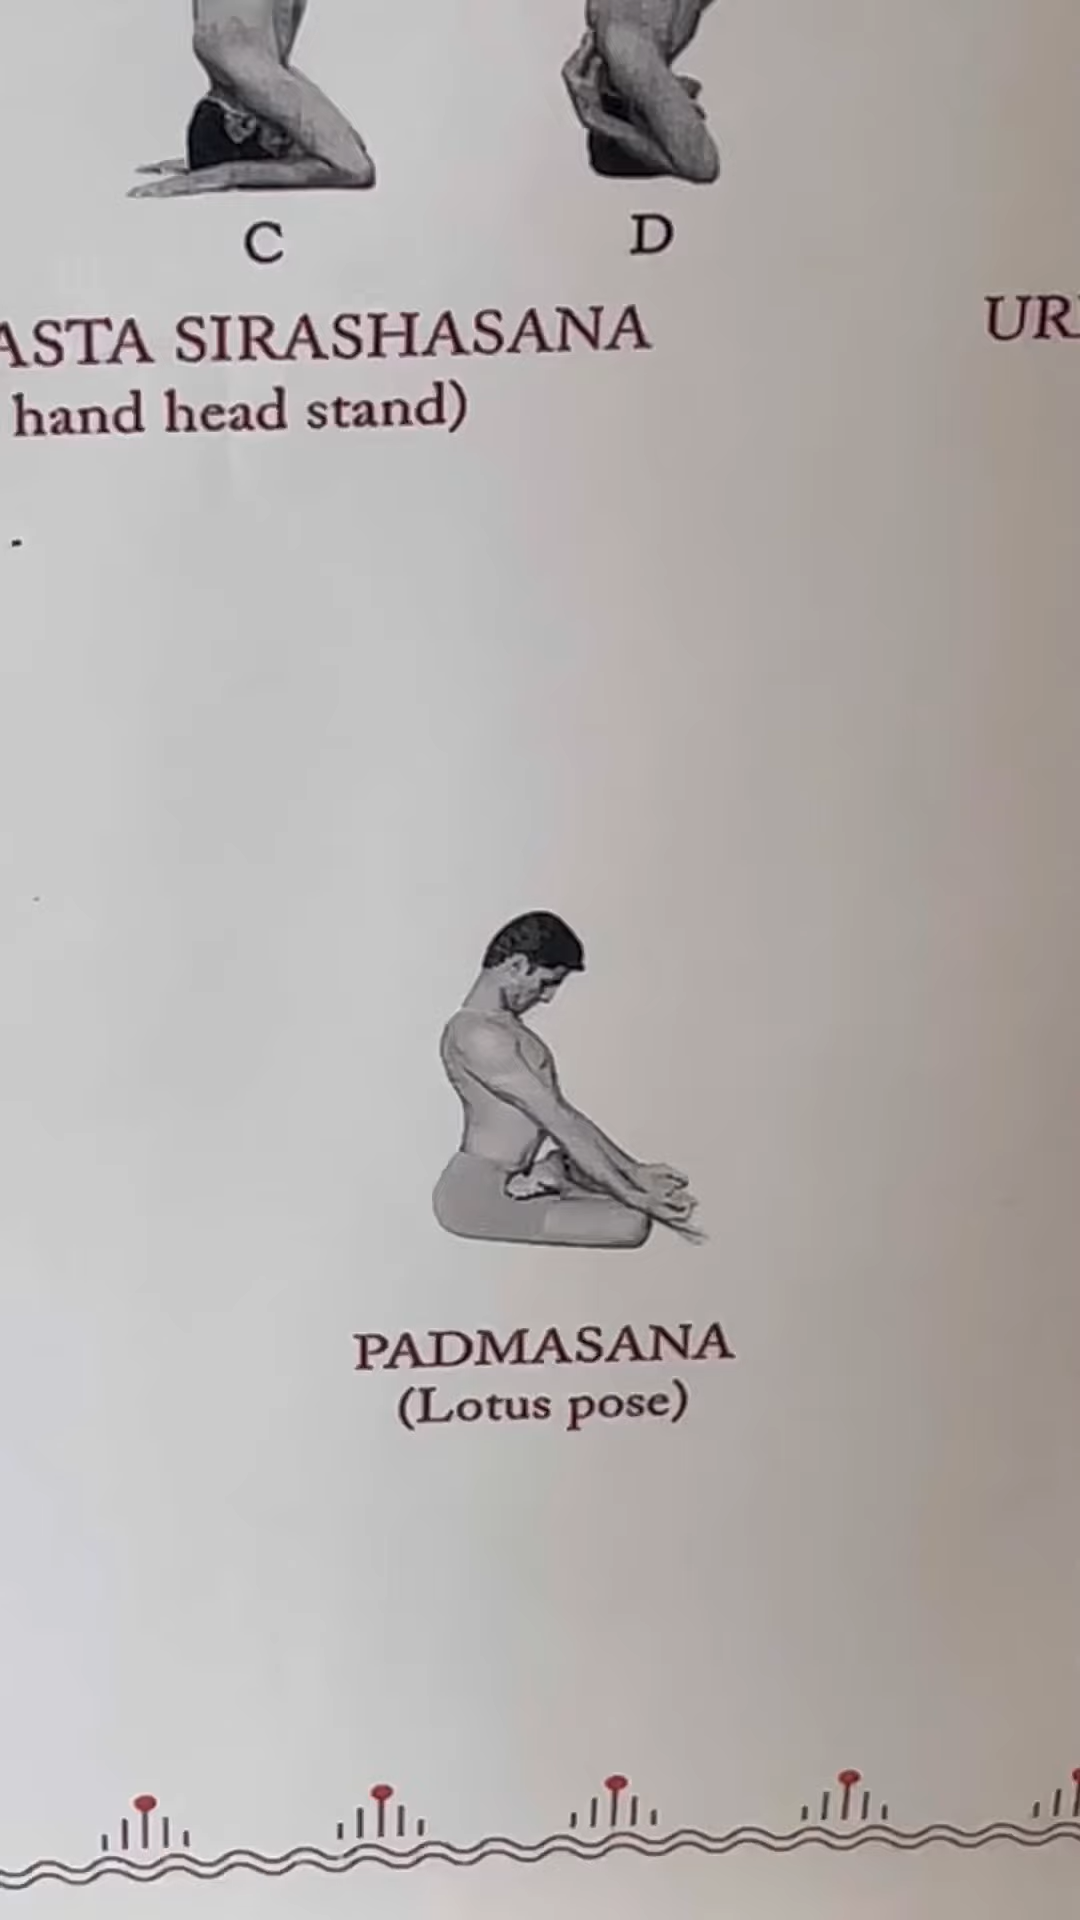 C
D
ASTA SIRASHASANA
hand head stand)
UR
PADMASANA
(Lotus pose)